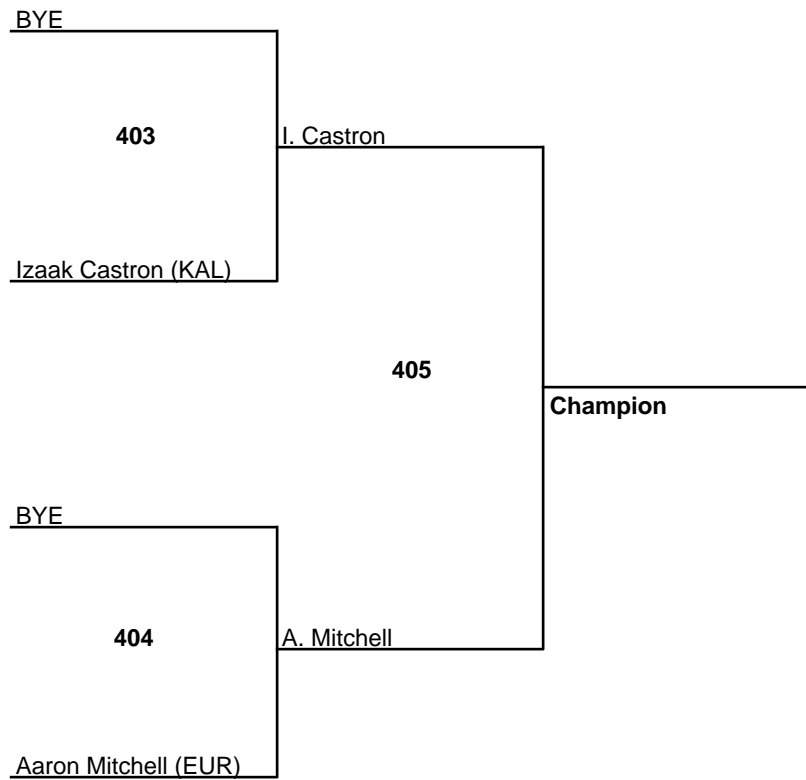 BYE
403
I. Castron
Izaak Castron (KAL)
405
Champion
BYE
404
A. Mitchell
Aaron Mitchell (EUR)